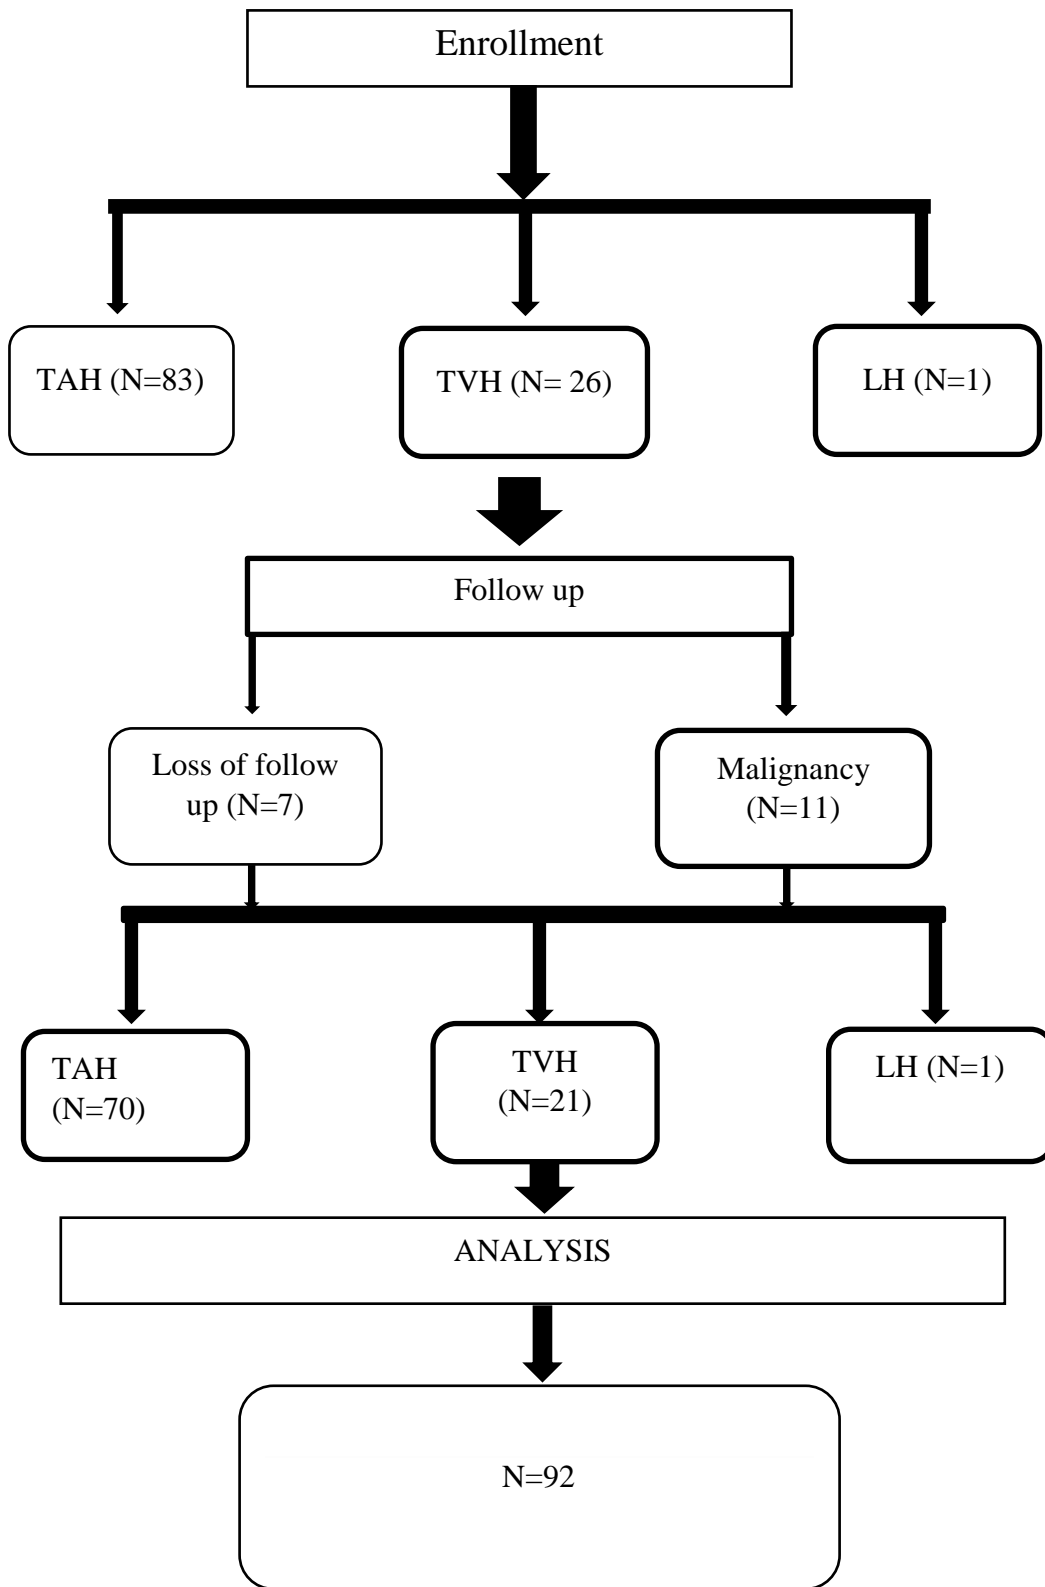 Enrollment
TAH (N=83)
TVH (N= 26)
LH (N=1)
Follow up
Loss of follow
up (N=7)
Malignancy
(N=11)
TAH
(N=70)
TVH
(N=21)
LH (N=1)
ANALYSIS
N=92